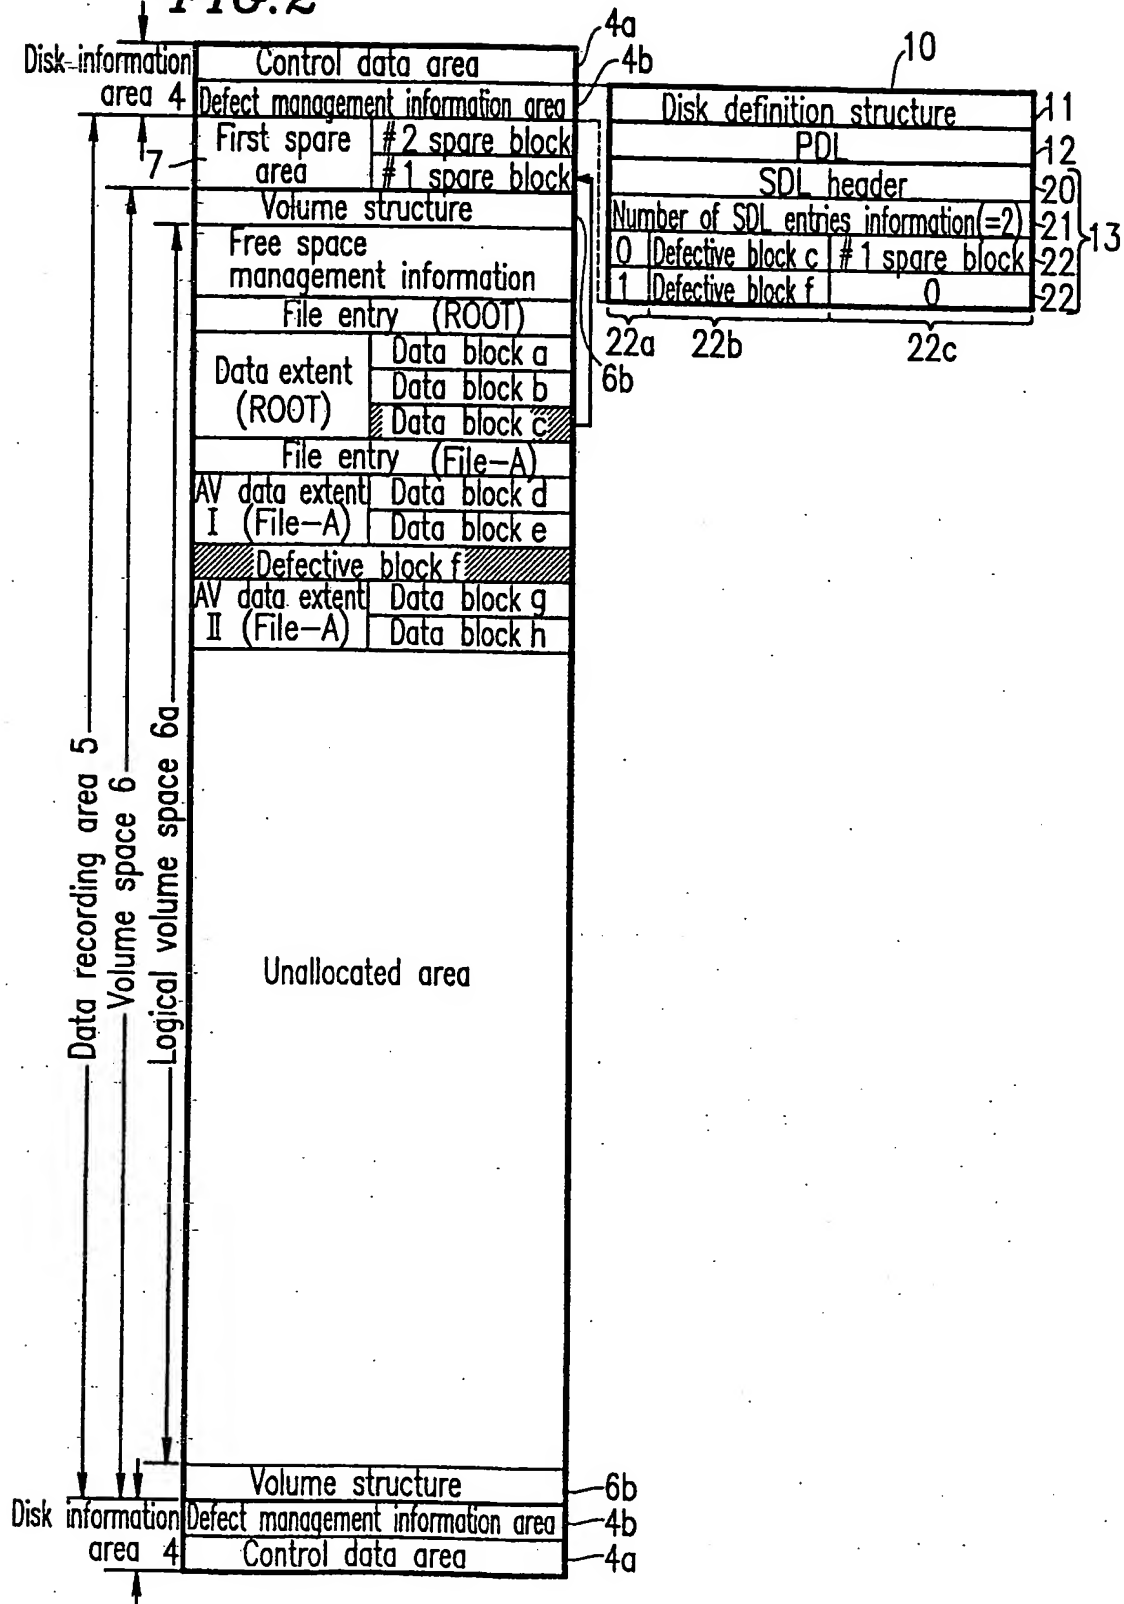 FIG.2
4a
Disk information
area 4
Control data area
4b
Defect management information area
10
Disk definition structure
11
PDL
12
SDL header
20
Number of SDL entries information(=2)
21
13
0 Defective block c #1 spare block
22
1 Defective block f 0
22
22a 22b 22c
7
First spare
area
#2 spare block
#1 spare block
Volume structure
6b
Free space
management information
File entry (ROOT)
Data extent
(ROOT)
Data block a
Data block b
Data block c
File entry (File-A)
AV data extent
I (File-A)
Data block d
Data block e
Defective block f
AV data extent
II (File-A)
Data block g
Data block h
Data recording area 5
Volume space 6
Logical volume space 6a
Unallocated area
Volume structure
6b
Disk information
area 4
Defect management information area
4b
Control data area
4a